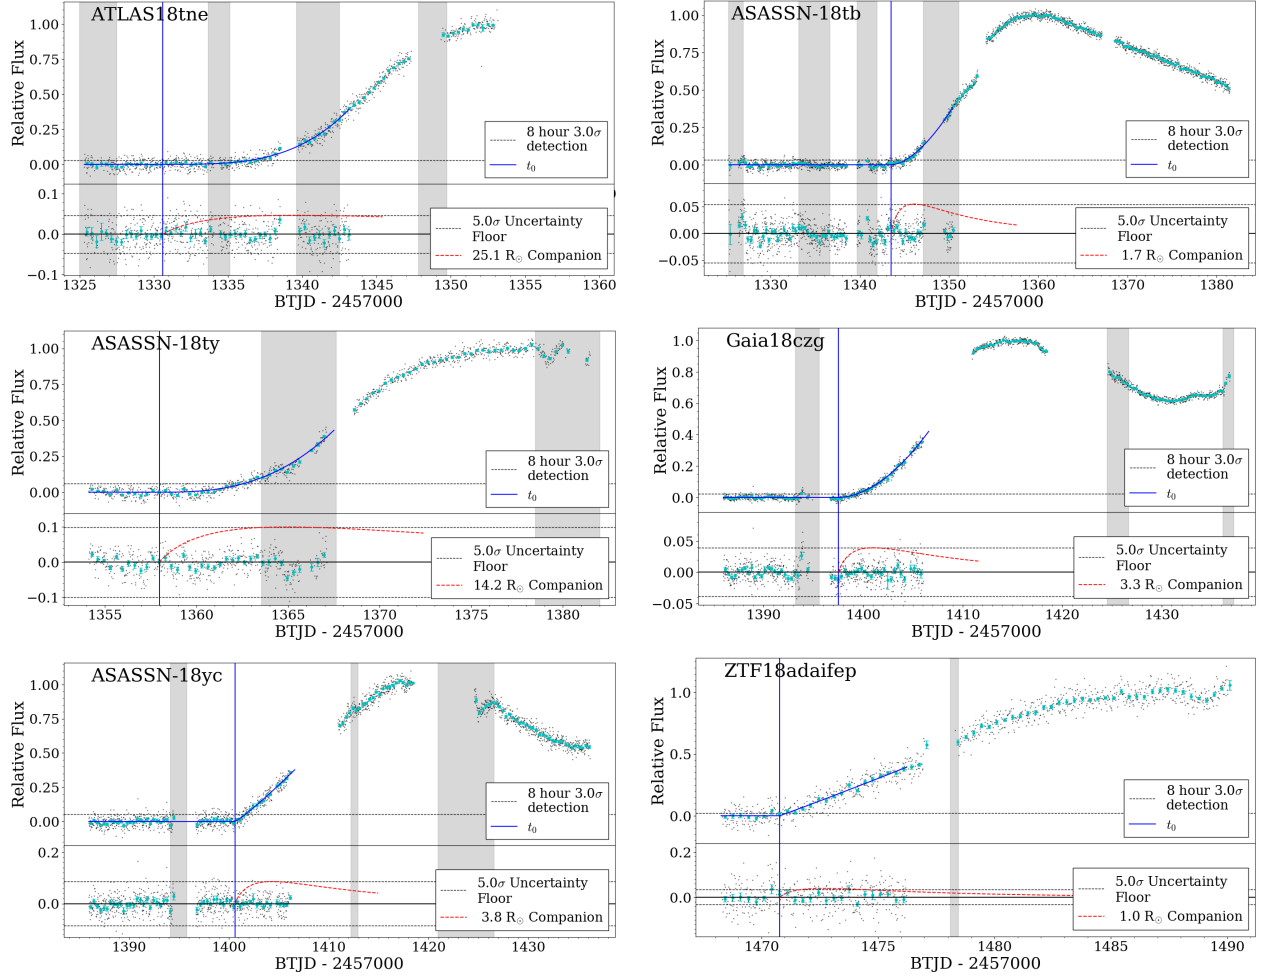 ATLAS18tne
Relative Flux
1.00
0.75
0.50
0.25
0.00
8 hour 3.0σ
detection
t₀
0.1
0.0
−0.1
5.0σ Uncertainty
Floor
25.1 R☉ Companion
1325 1330 1335 1340 1345 1350 1355 1360
BTJD - 2457000
ASASSN-18tb
Relative Flux
1.00
0.75
0.50
0.25
0.00
8 hour 3.0σ
detection
t₀
0.05
0.00
−0.05
5.0σ Uncertainty
Floor
1.7 R☉ Companion
1330 1340 1350 1360 1370 1380
BTJD - 2457000
ASASSN-18ty
Relative Flux
1.00
0.75
0.50
0.25
0.00
8 hour 3.0σ
detection
t₀
0.1
0.0
−0.1
5.0σ Uncertainty
Floor
14.2 R☉ Companion
1355 1360 1365 1370 1375 1380
BTJD - 2457000
Gaia18czg
Relative Flux
1.0
0.8
0.6
0.4
0.2
0.0
8 hour 3.0σ
detection
t₀
0.05
0.00
−0.05
5.0σ Uncertainty
Floor
3.3 R☉ Companion
1390 1400 1410 1420 1430
BTJD - 2457000
ASASSN-18yc
Relative Flux
1.00
0.75
0.50
0.25
0.00
8 hour 3.0σ
detection
t₀
0.2
0.0
5.0σ Uncertainty
Floor
3.8 R☉ Companion
1390 1400 1410 1420 1430
BTJD - 2457000
ZTF18adaifep
Relative Flux
1.0
0.5
0.0
8 hour 3.0σ
detection
t₀
0.2
0.0
5.0σ Uncertainty
Floor
1.0 R☉ Companion
1470 1475 1480 1485 1490
BTJD - 2457000